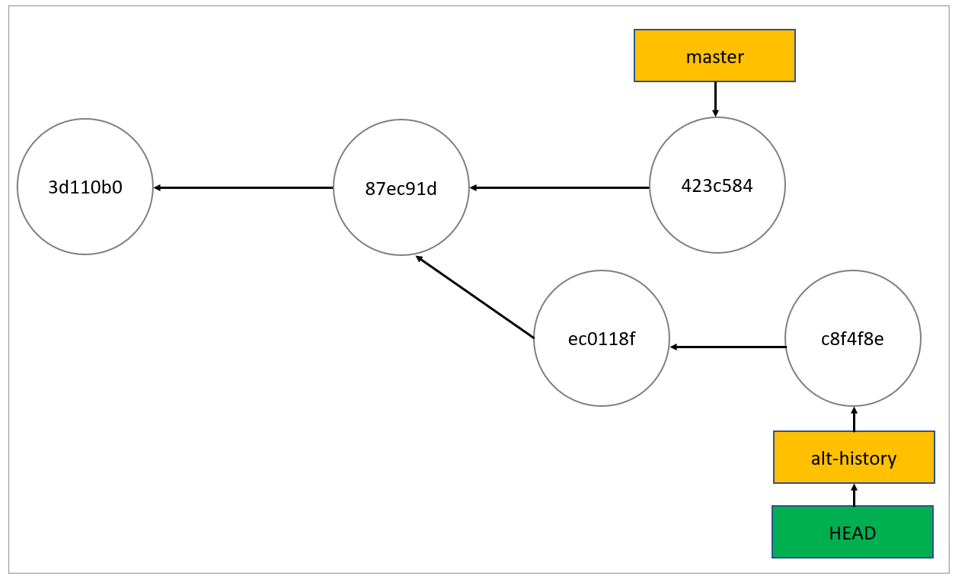 master
3d110b0
87ec91d
423c584
ec0118f
c8f4f8e
alt-history
HEAD